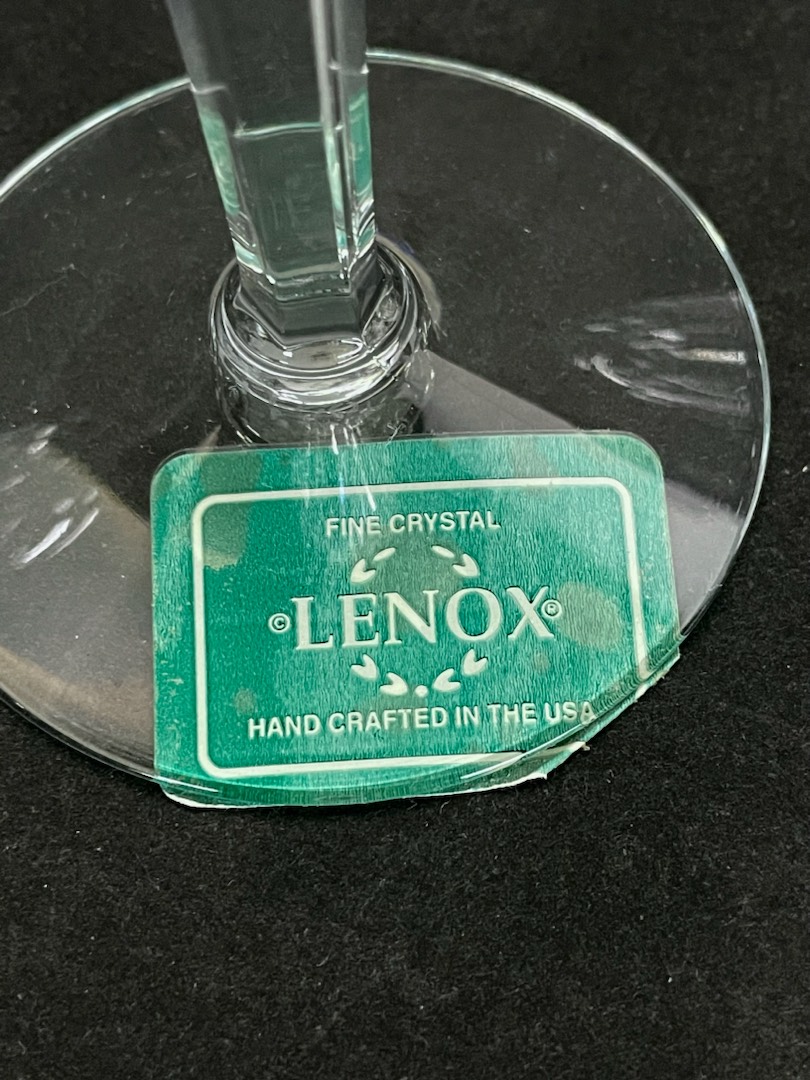 FINE CRYSTAL
©LENOX®
HAND CRAFTED IN THE USA